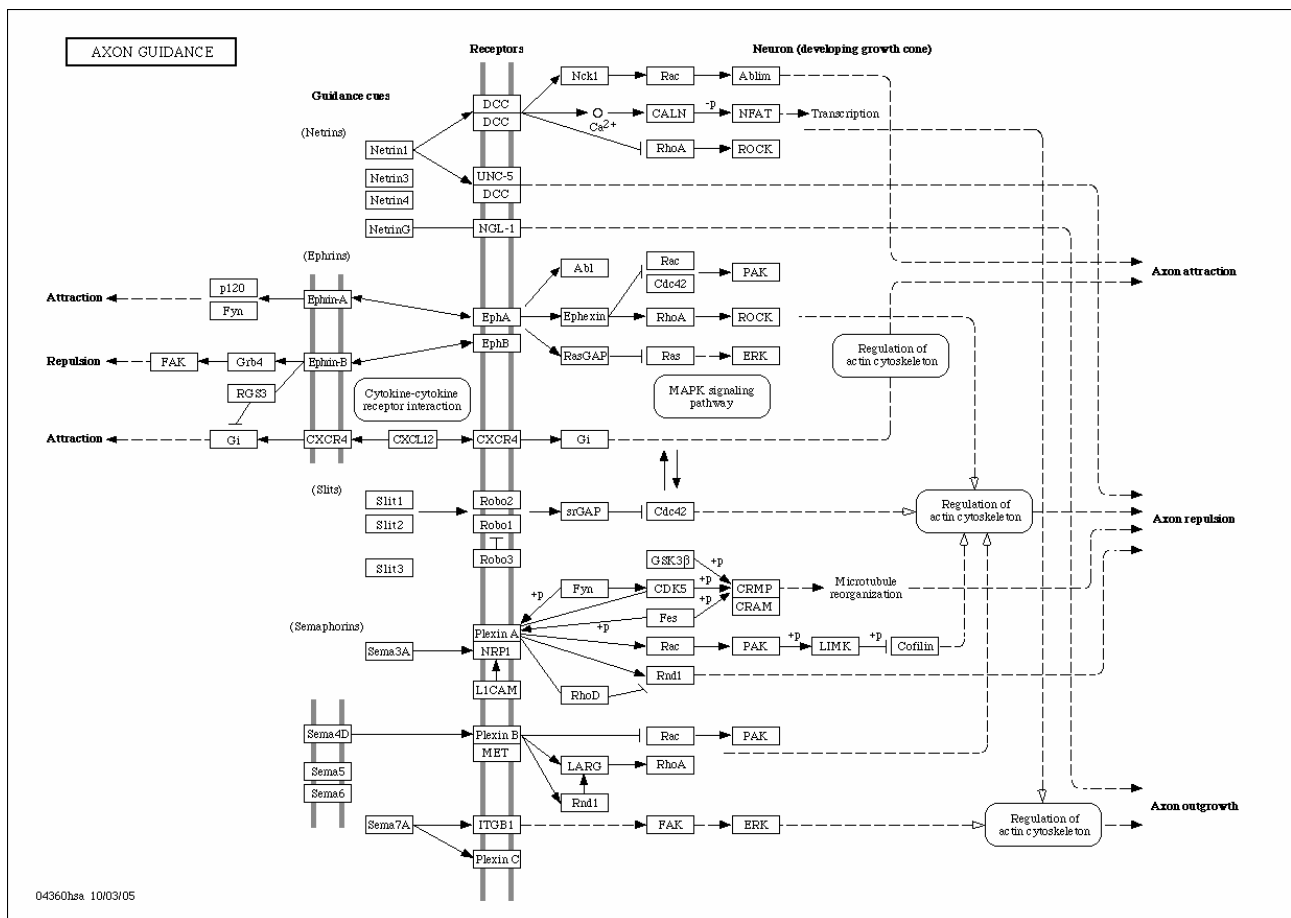 AXON GUIDANCE
Receptors
Neuron (developing growth cone)
Guidance cues
(Netrins)
Netrin1
Netrin3
Netrin4
NetrinG
DCC
DCC
UNC-5
DCC
NGL-1
Nck1
Rac
Ablim
Ca2+
CALN
-p
NFAT
Transcription
RhoA
ROCK
(Ephrins)
Attraction
p120
Fyn
Ephrin-A
EphA
EphB
Abl
Rac
Cdc42
PAK
Ephexin
RhoA
ROCK
RasGAP
Ras
ERK
Axon attraction
Regulation of
actin cytoskeleton
Repulsion
FAK
Grb4
Ephrin-B
RGS3
Cytokine-cytokine
receptor interaction
MAPK signaling
pathway
Attraction
Gi
CXCR4
CXCL12
CXCR4
Gi
(Slits)
Slit1
Slit2
Slit3
Robo2
Robo1
Robo3
srGAP
Cdc42
Regulation of
actin cytoskeleton
Axon repulsion
GSK3β
+p
Fyn
+p
CDK5
+p
CRMP
CRAM
Microtubule
reorganization
Fes
+p
+p
(Semaphorins)
Sema3A
Plexin A
NRP1
L1CAM
Rac
PAK
+p
LIMK
+p
Cofilin
Rnd1
RhoD
Sema4D
Sema5
Sema6
Plexin B
MET
Rac
PAK
LARG
RhoA
Rnd1
Axon outgrowth
Sema7A
ITGB1
FAK
ERK
Regulation of
actin cytoskeleton
Plexin C
04360hsa 10/03/05